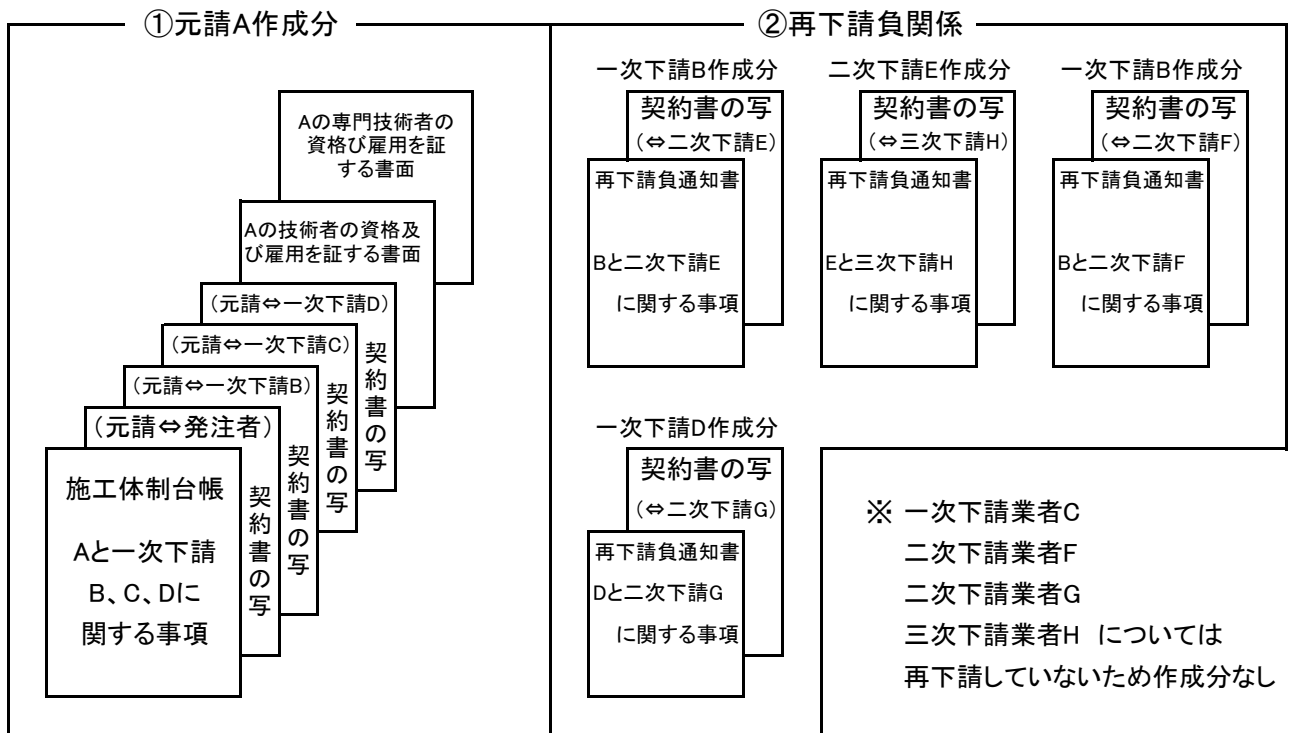 ①元請A作成分
Aの専門技術者の
資格び雇用を証
する書面
Aの技術者の資格及
び雇用を証する書面
(元請⇔一次下請D)
契約書の写
(元請⇔一次下請C)
契約書の写
(元請⇔一次下請B)
契約書の写
(元請⇔発注者)
契約書の写
施工体制台帳
Aと一次下請
B、C、Dに
関する事項
②再下請負関係
一次下請B作成分
契約書の写
(⇔二次下請E)
再下請負通知書
Bと二次下請E
に関する事項
二次下請E作成分
契約書の写
(⇔三次下請H)
再下請負通知書
Eと三次下請H
に関する事項
一次下請B作成分
契約書の写
(⇔二次下請F)
再下請負通知書
Bと二次下請F
に関する事項
一次下請D作成分
契約書の写
(⇔二次下請G)
再下請負通知書
Dと二次下請G
に関する事項
※ 一次下請業者C
二次下請業者F
二次下請業者G
三次下請業者H については
再下請していないため作成分なし